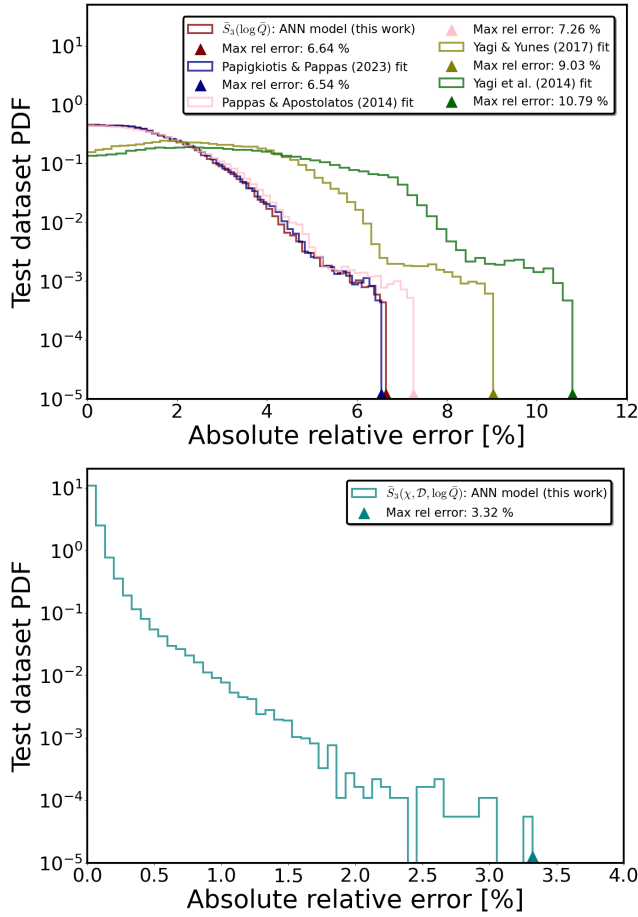 Test dataset PDF
10¹
10⁰
10⁻¹
10⁻²
10⁻³
10⁻⁴
10⁻⁵
S̄₃(log Q̄): ANN model (this work)
Max rel error: 6.64 %
Papigkiotis & Pappas (2023) fit
Max rel error: 6.54 %
Pappas & Apostolatos (2014) fit
Max rel error: 7.26 %
Yagi & Yunes (2017) fit
Max rel error: 9.03 %
Yagi et al. (2014) fit
Max rel error: 10.79 %
0 2 4 6 8 10 12
Absolute relative error [%]
Test dataset PDF
10¹
10⁰
10⁻¹
10⁻²
10⁻³
10⁻⁴
10⁻⁵
S̄₃(χ, 𝒟, log Q̄): ANN model (this work)
Max rel error: 3.32 %
0.0 0.5 1.0 1.5 2.0 2.5 3.0 3.5 4.0
Absolute relative error [%]